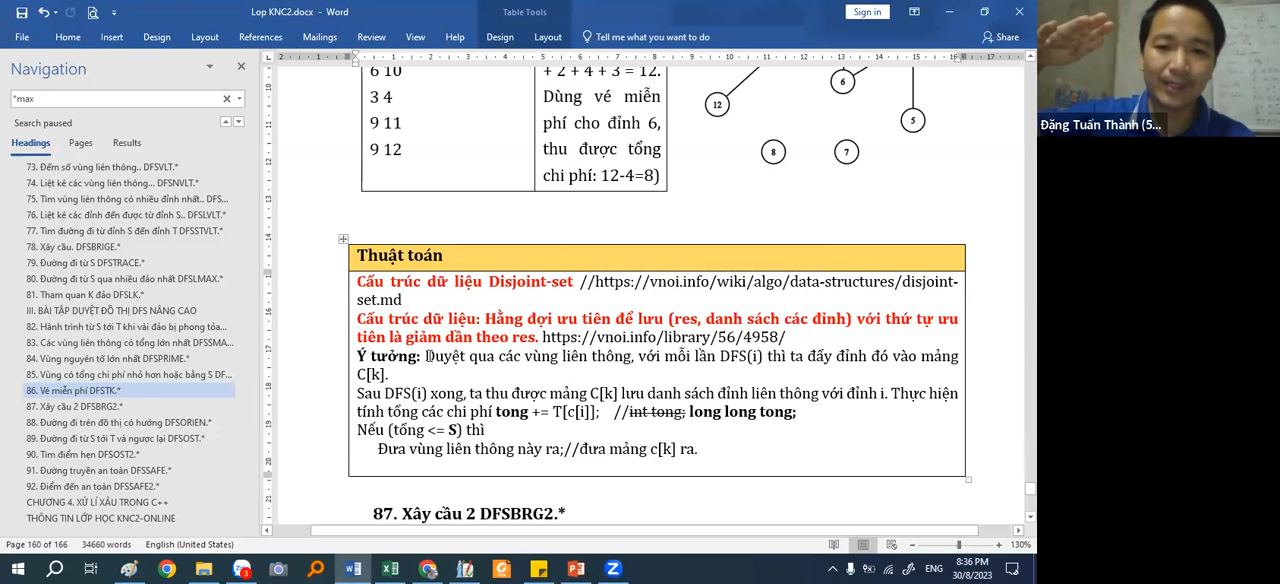 Lop KNC2.docx - Word
Table Tools
Sign in
File Home Insert Design Layout References Mailings Review View Help Design Layout Tell me what you want to do Share
Navigation
*max
Search paused
Headings Pages Results
73. Đếm số vùng liên thông.. DFSVLT.*
74. Liệt kê các vùng liên thông... DFSNVLT.*
75. Tìm vùng liên thông có nhiều đỉnh nhất.. DFS...
76. Liệt kê các đỉnh đến được từ đỉnh S.. DFSLVLT.*
77. Tìm đường đi từ đỉnh S đến đỉnh T DFSSTVLT.*
78. Xây cầu. DFSBRIGE.*
79. Đường đi từ S DFSTRACE.*
80. Đường đi từ S qua nhiều đảo nhất DFSLMAX.*
81. Tham quan K đảo DFSLK.*
III. BÀI TẬP DUYỆT ĐỒ THỊ DFS NÂNG CAO
82. Hành trình từ S tới T khi vài đảo bị phong tỏa...
83. Các vùng liên thông có tổng chi phí lớn nhất DFSSMA...
84. Vùng nguyên tố lớn nhất DFSPRIME.*
85. Vùng có tổng chi phí nhỏ hơn hoặc bằng S DF...
86. Vé miễn phí DFSTK.*
87. Xây cầu 2 DFSBRG2.*
88. Đường đi trên đồ thị có hướng DFSORIEN.*
89. Đường đi từ S tới T và ngược lại DFSOST.*
90. Tìm điểm hẹn DFSOST2.*
91. Đường truyền an toàn DFSSAFE.*
92. Điểm đến an toàn DFSSAFE2.*
CHƯƠNG 4. XỬ LÍ XÂU TRONG C++
THÔNG TIN LỚP HỌC KNC2-ONLINE
6 10
3 4
9 11
9 12
+ 2 + 4 + 3 = 12.
Dùng vé miễn
phí cho đỉnh 6,
thu được tổng
chi phí: 12-4=8)
6
12
5
8 7
Thuật toán
Cấu trúc dữ liệu Disjoint-set //https://vnoi.info/wiki/algo/data-structures/disjoint-
set.md
Cấu trúc dữ liệu: Hằng đợi ưu tiên để lưu (res, danh sách các đỉnh) với thứ tự ưu
tiên là giảm dần theo res. https://vnoi.info/library/56/4958/
Ý tưởng: Duyệt qua các vùng liên thông, với mỗi lần DFS(i) thì ta đẩy đỉnh đó vào mảng
C[k].
Sau DFS(i) xong, ta thu được mảng C[k] lưu danh sách đỉnh liên thông với đỉnh i. Thực hiện
tính tổng các chi phí tong += T[c[i]]; //int tong; long long tong;
Nếu (tổng <= S) thì
Đưa vùng liên thông này ra;//đưa mảng c[k] ra.
87. Xây cầu 2 DFSBRG2.*
Đặng Tuấn Thành (5...
Page 160 of 166 34660 words English (United States) 130%
ENG
8:36 PM
30/8/2023